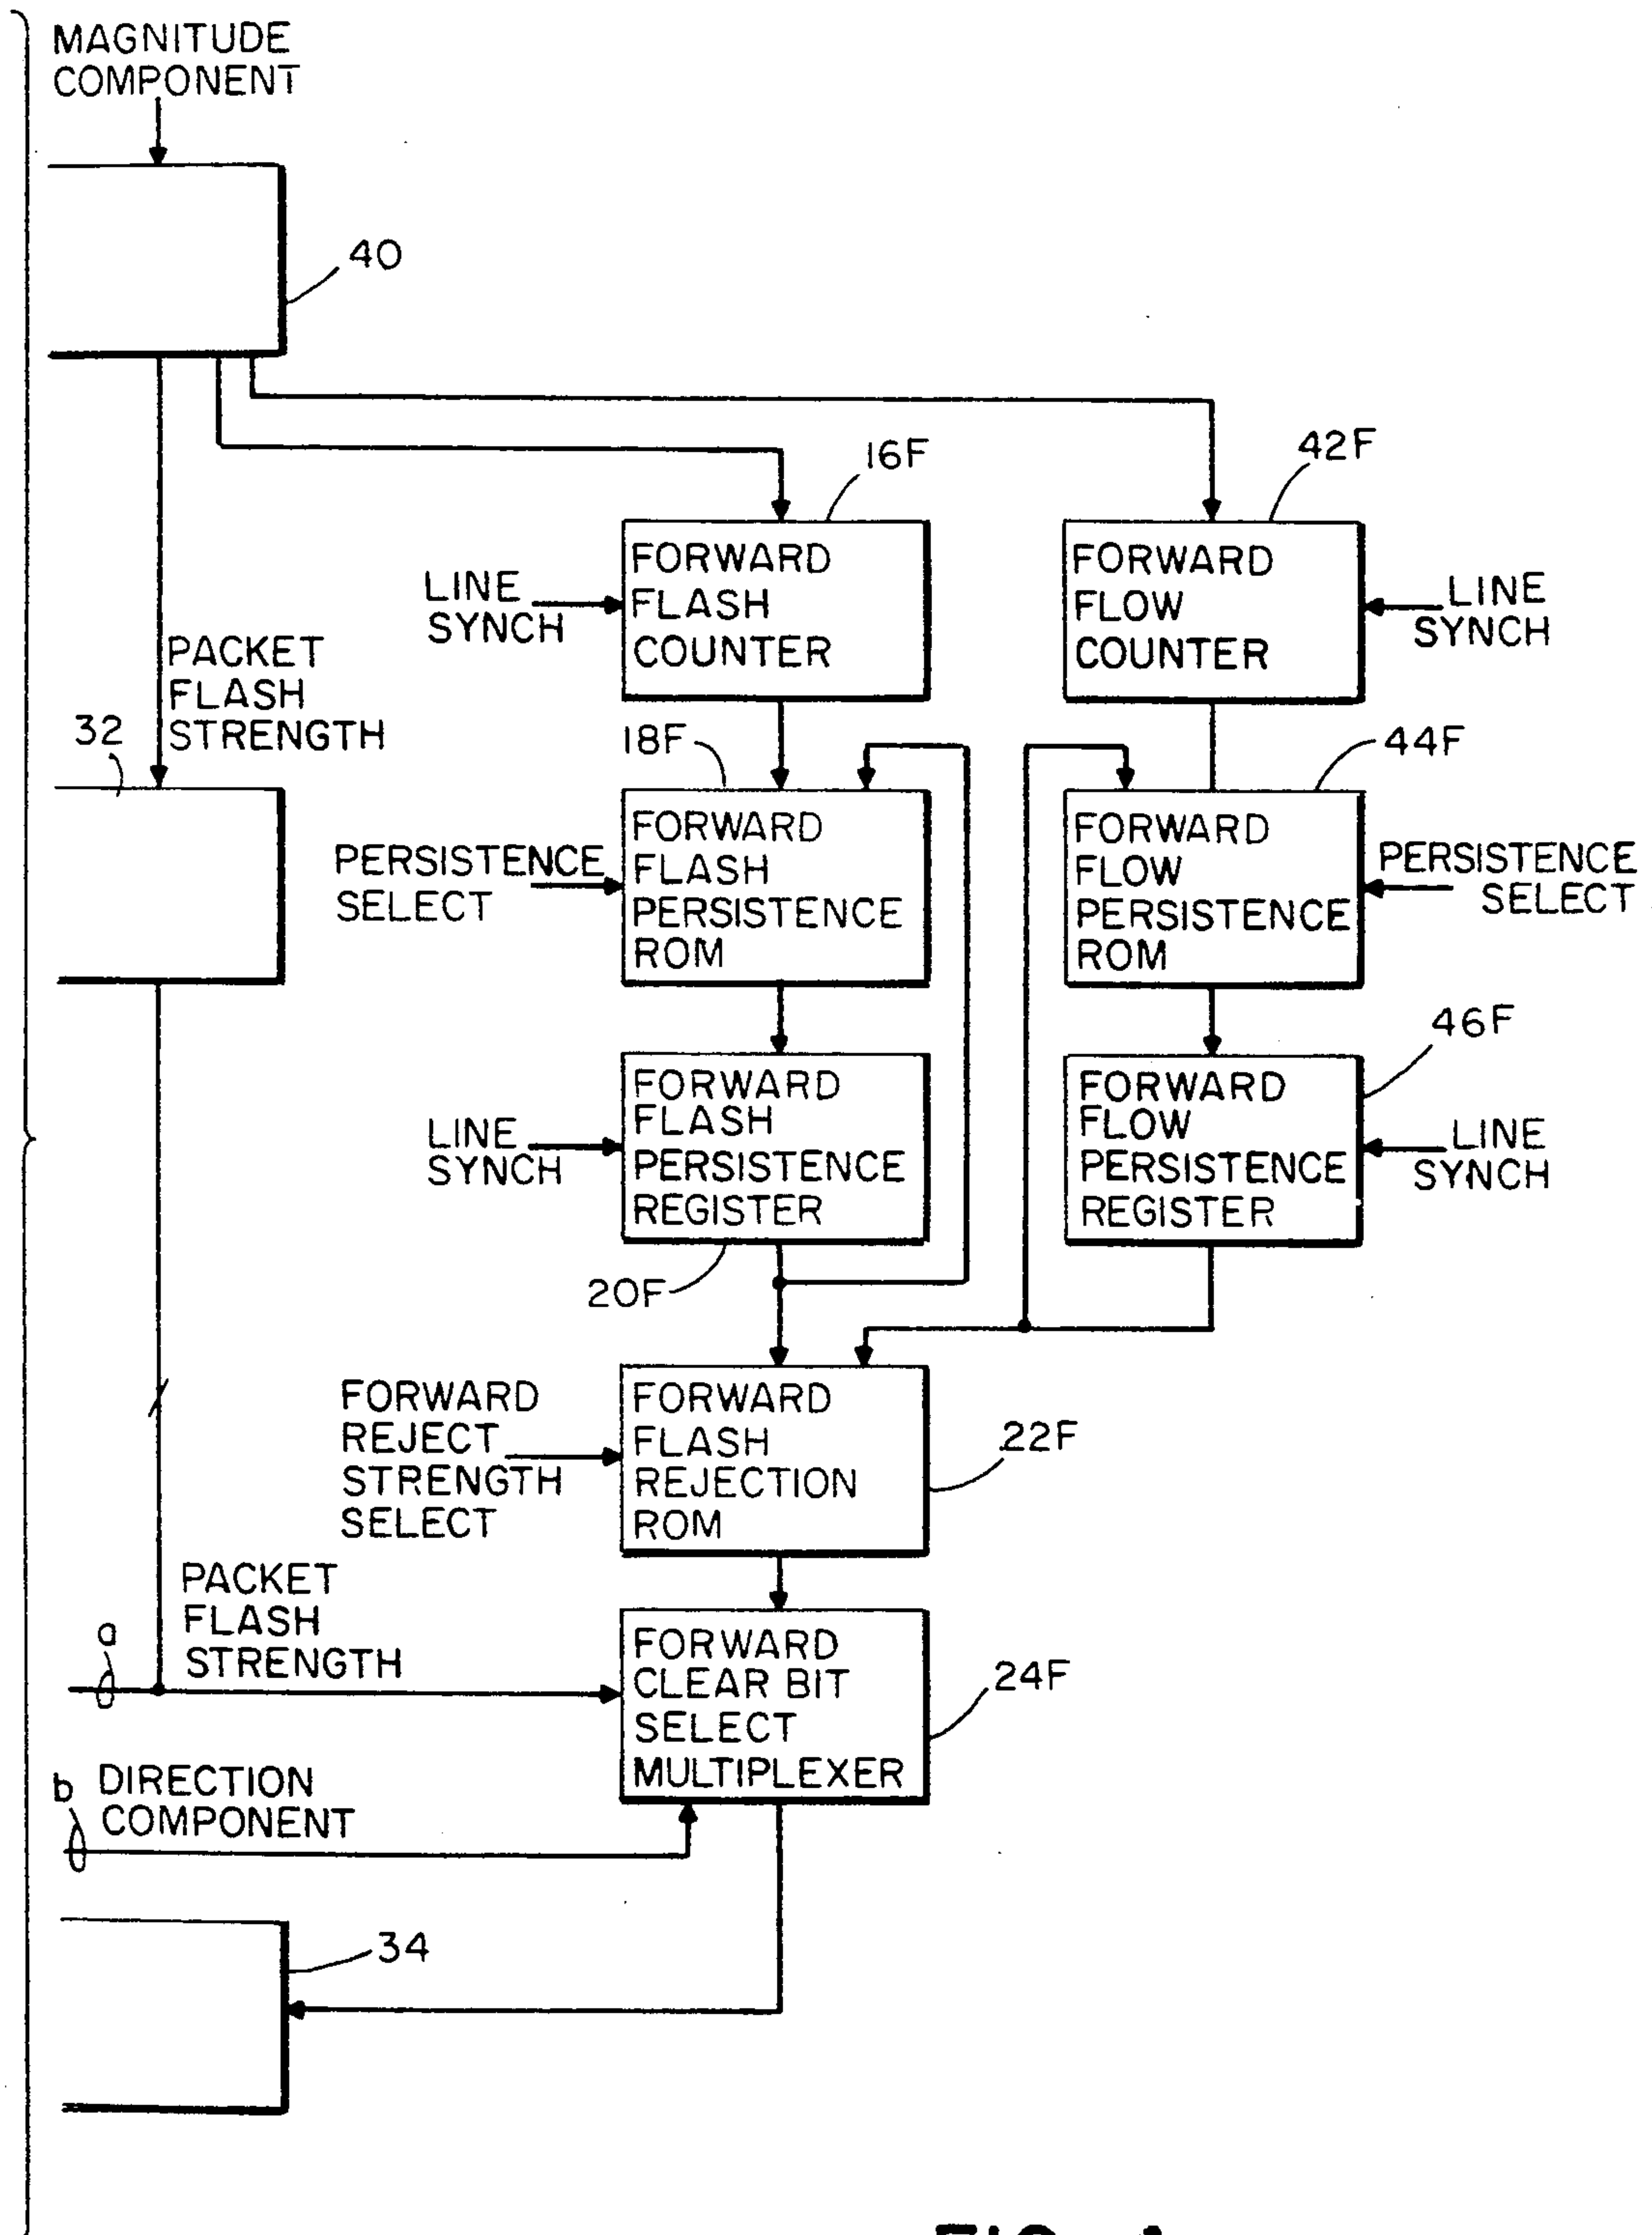 MAGNITUDE
COMPONENT
40
16F
42F
FORWARD
FLASH
COUNTER
LINE
SYNCH
FORWARD
FLOW
COUNTER
LINE
SYNCH
PACKET
FLASH
STRENGTH
32
18F
44F
PERSISTENCE
SELECT
FORWARD
FLASH
PERSISTENCE
ROM
FORWARD
FLOW
PERSISTENCE
ROM
PERSISTENCE
SELECT
46F
LINE
SYNCH
FORWARD
FLASH
PERSISTENCE
REGISTER
FORWARD
FLOW
PERSISTENCE
REGISTER
LINE
SYNCH
20F
FORWARD
REJECT
STRENGTH
SELECT
FORWARD
FLASH
REJECTION
ROM
22F
PACKET
FLASH
STRENGTH
a
FORWARD
CLEAR BIT
SELECT
MULTIPLEXER
24F
b DIRECTION
COMPONENT
34